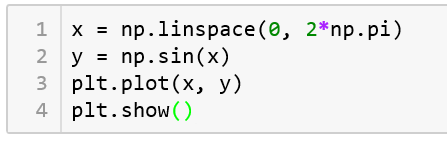 1 x = np.linspace(0, 2*np.pi)
2 y = np.sin(x)
3 plt.plot(x, y)
4 plt.show()